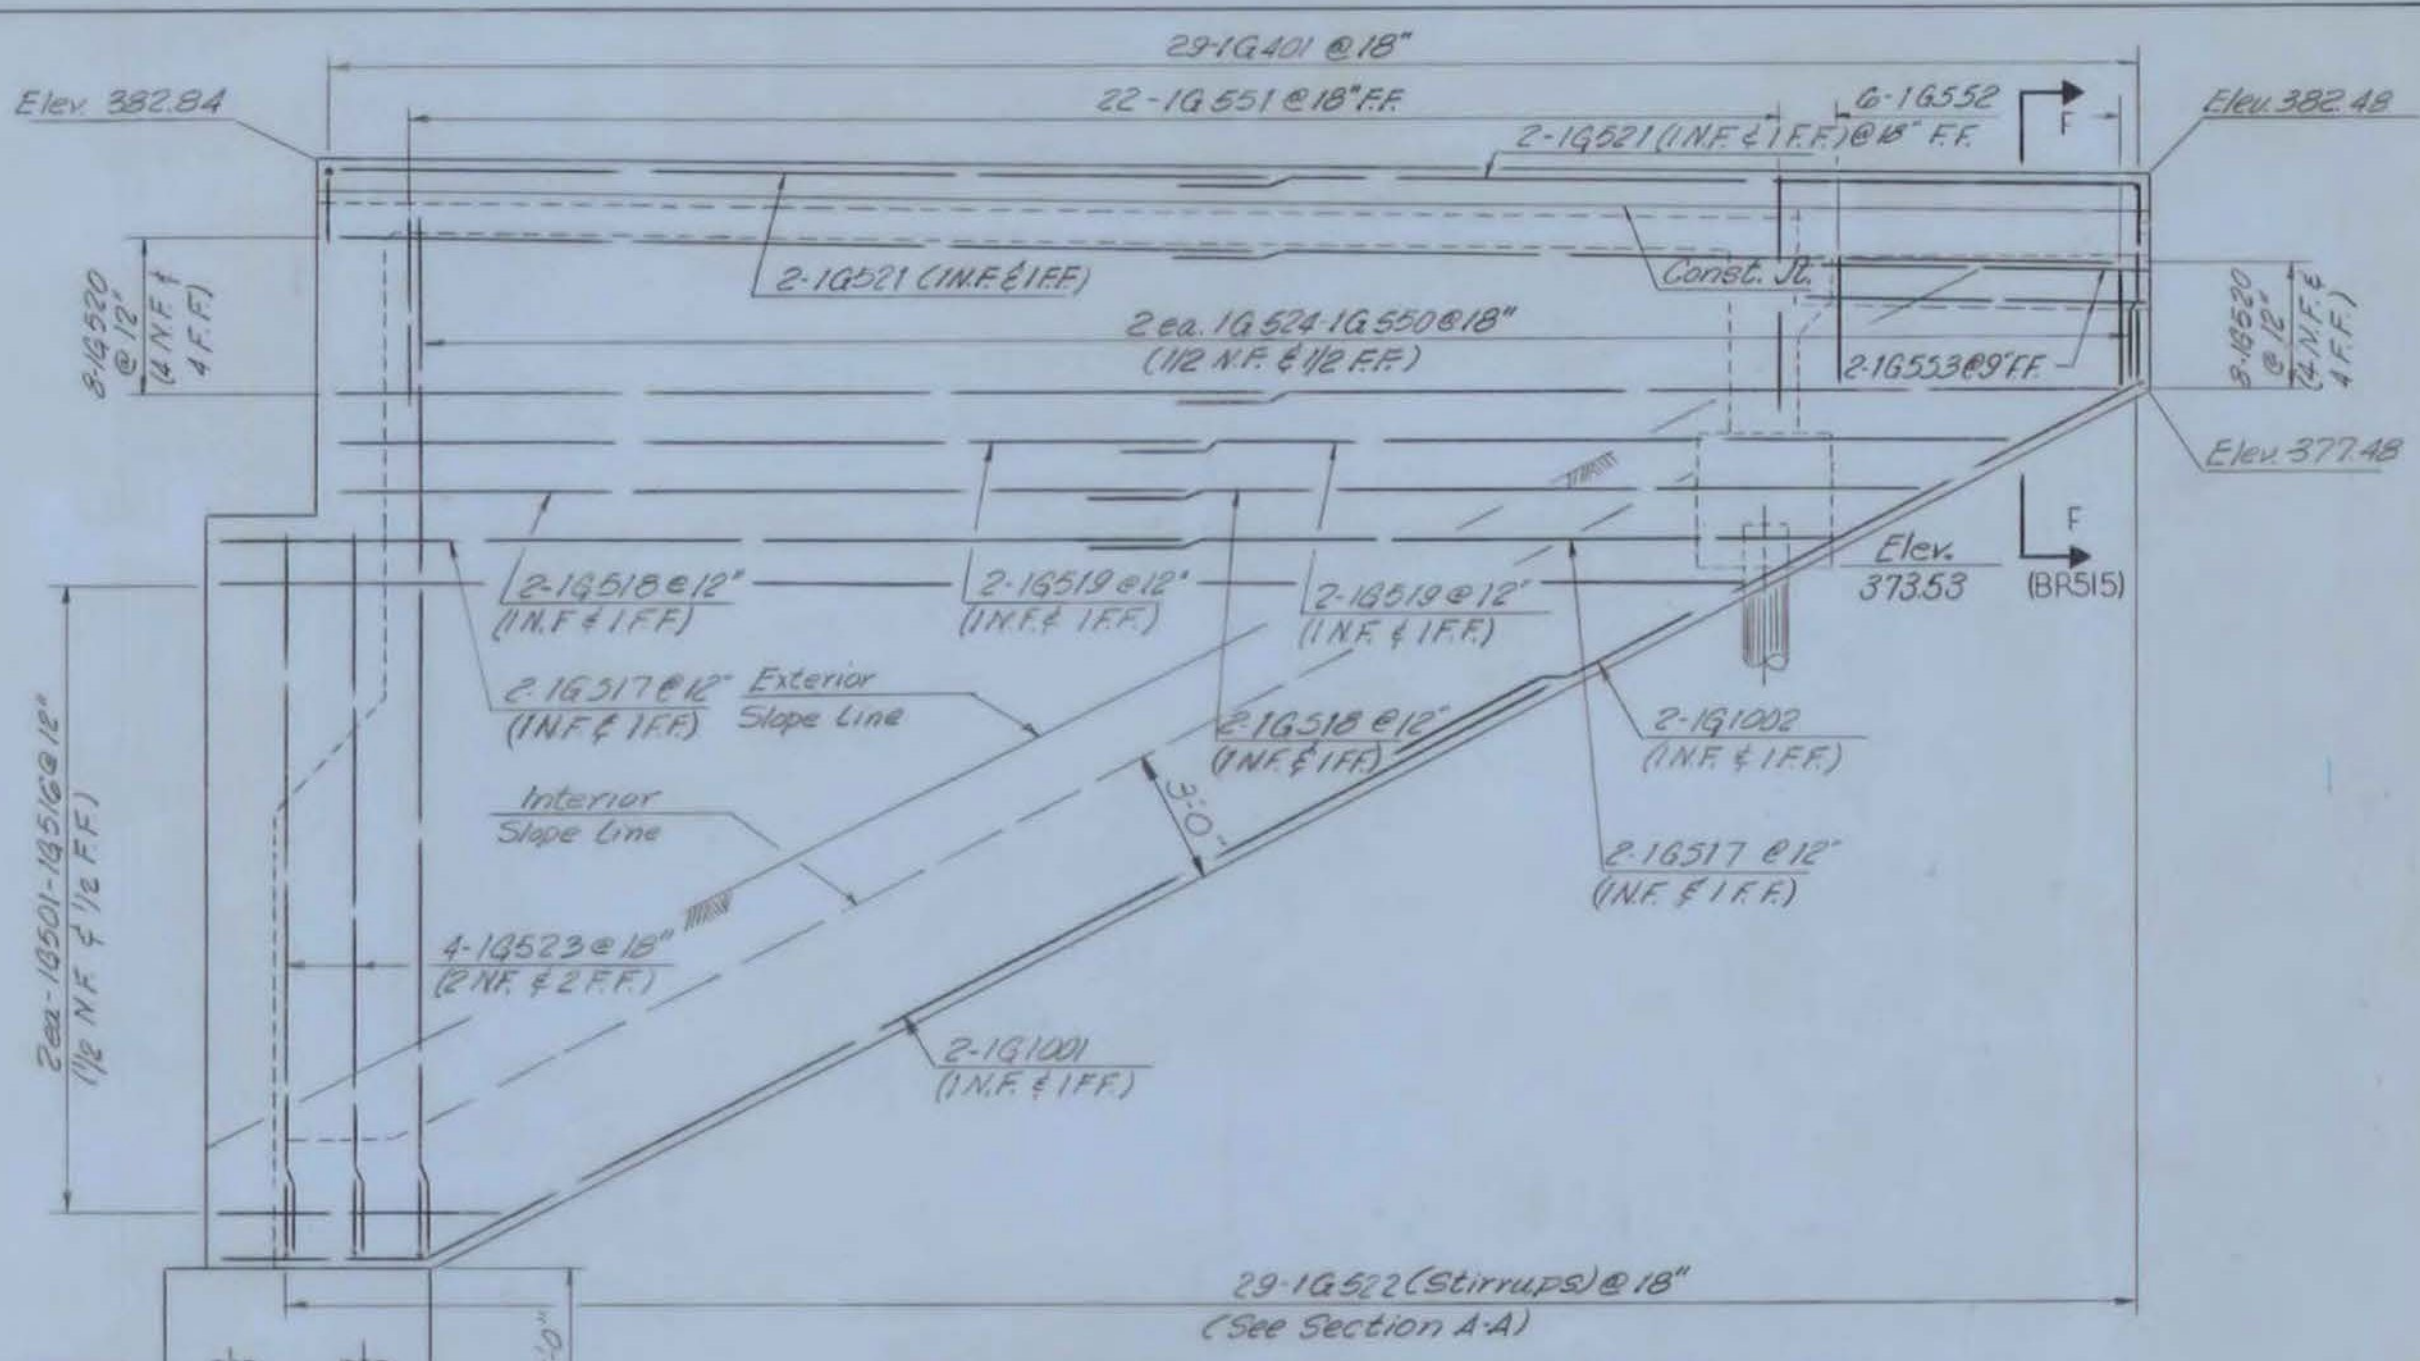 29-1G401 @ 18"
22-1G551 @ 18" F.F.
6-1G552
F
Elev. 382.84
Elev. 382.48
2-1G521 (1 N.F. & 1 F.F.) @ 18" F.F.
2-1G521 (1 N.F. & 1 F.F.)
Const. Jt.
8-1G520
@ 12"
(4 N.F. &
4 F.F.)
2 ea. 1G524-1G550 @ 18"
(1/2 N.F. & 1/2 F.F.)
2-1G553 @ 9" F.F.
8-1G520
@ 12"
(4 N.F. &
4 F.F.)
Elev. 377.48
F
(BR515)
Elev.
373.53
2-1G518 @ 12"
(1 N.F. & 1 F.F.)
2-1G519 @ 12"
(1 N.F. & 1 F.F.)
2-1G519 @ 12"
(1 N.F. & 1 F.F.)
2-1G517 @ 12"
(1 N.F. & 1 F.F.)
Exterior
Slope Line
2-1G518 @ 12"
(1 N.F. & 1 F.F.)
2-1G1002
(1 N.F. & 1 F.F.)
Interior
Slope Line
3'-0"
2-1G517 @ 12"
(1 N.F. & 1 F.F.)
2 ea-1G501-1G516 @ 12"
(1/2 N.F. & 1/2 F.F.)
4-1G523 @ 18"
(2 N.F. & 2 F.F.)
2-1G1001
(1 N.F. & 1 F.F.)
29-1G522 (Stirrups) @ 18"
(See Section A-A)